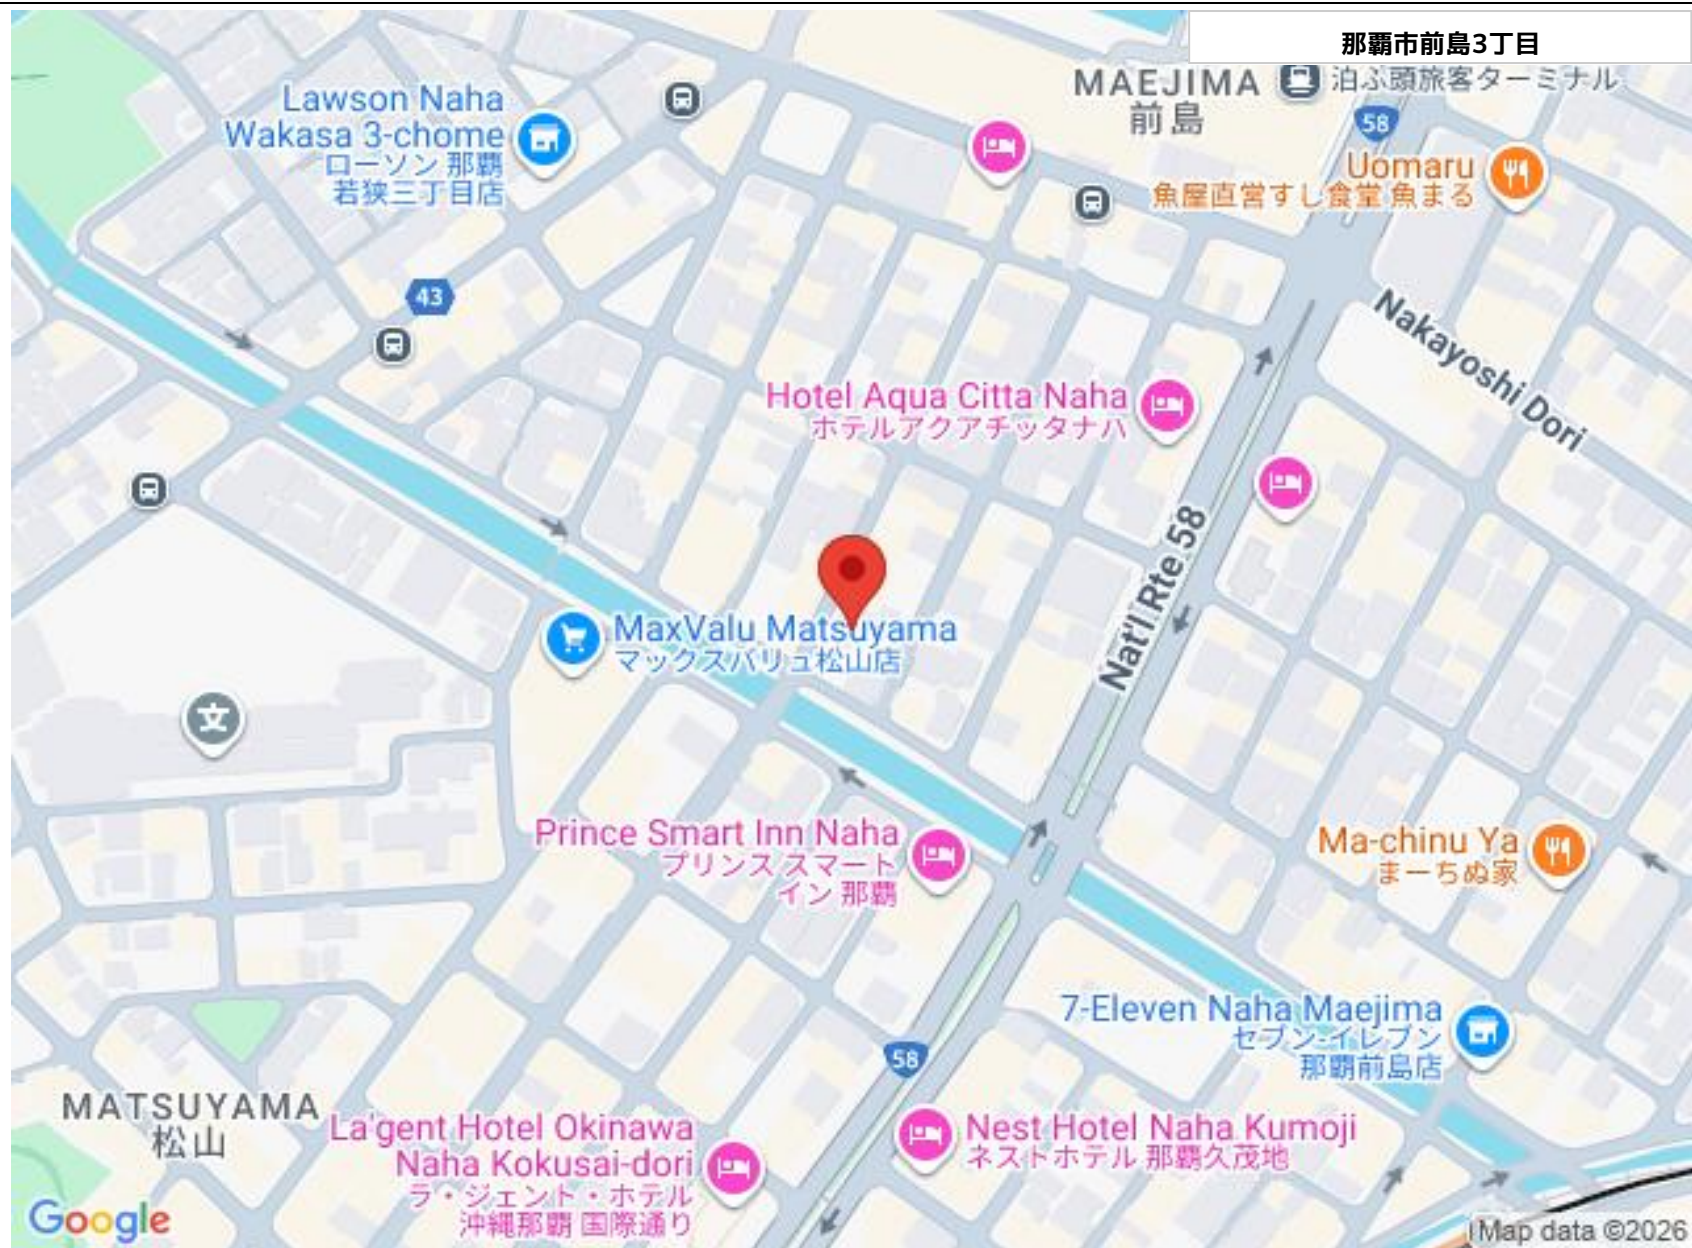 那覇市前島3丁目
MAEJIMA
前島
泊ふ頭旅客ターミナル
58
Lawson Naha
Wakasa 3-chome
ローソン 那覇
若狭三丁目店
Uomaru
魚屋直営すし食堂 魚まる
43
Nakayoshi Dori
Hotel Aqua Citta Naha
ホテルアクアチッタナハ
Nat'l Rte 58
MaxValu Matsuyama
マックスバリュ松山店
文
Prince Smart Inn Naha
プリンス スマート
イン 那覇
Ma-chinu Ya
まーちぬ家
7-Eleven Naha Maejima
セブン-イレブン
那覇前島店
58
MATSUYAMA
松山
La'gent Hotel Okinawa
Naha Kokusai-dori
ラ・ジェント・ホテル
沖縄那覇 国際通り
Nest Hotel Naha Kumoji
ネストホテル 那覇久茂地
Google
Map data ©2026